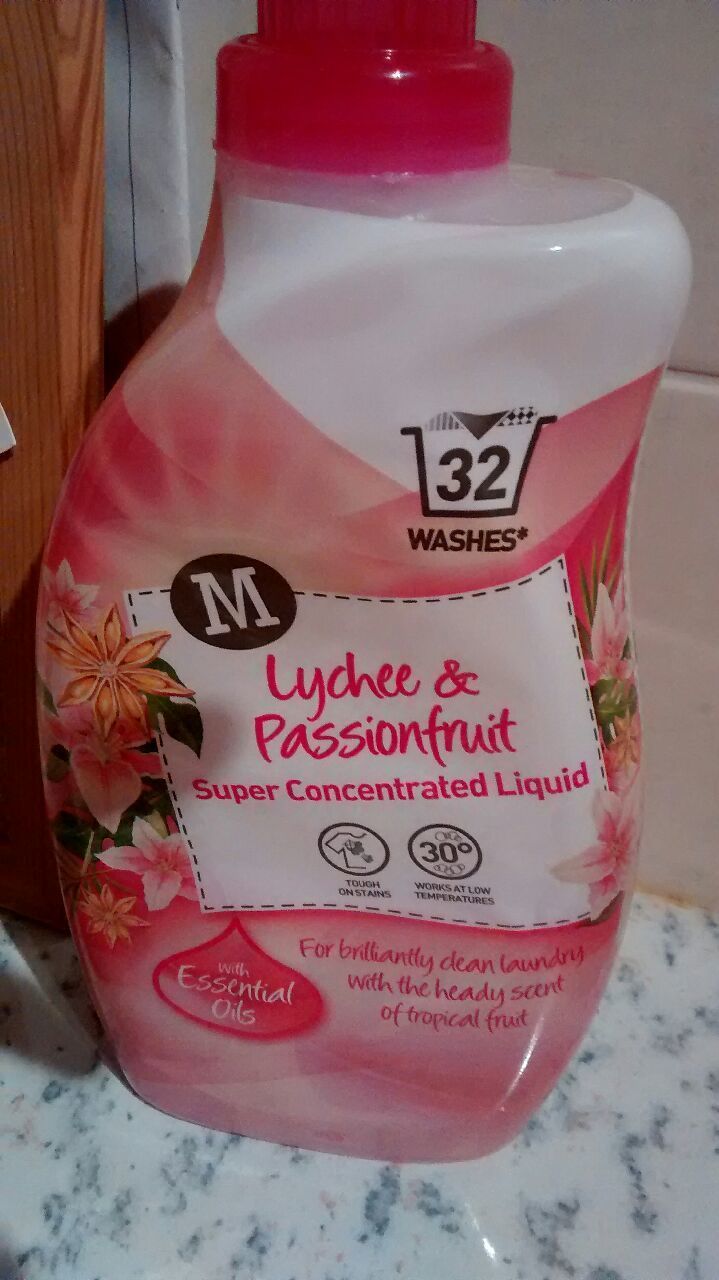 32
WASHES*
M
Lychee &
Passionfruit
Super Concentrated Liquid
30°
TOUGH
ON STAINS
WORKS AT LOW
TEMPERATURES
with
Essential
Oils
For brilliantly clean laundry
with the heady scent
of tropical fruit